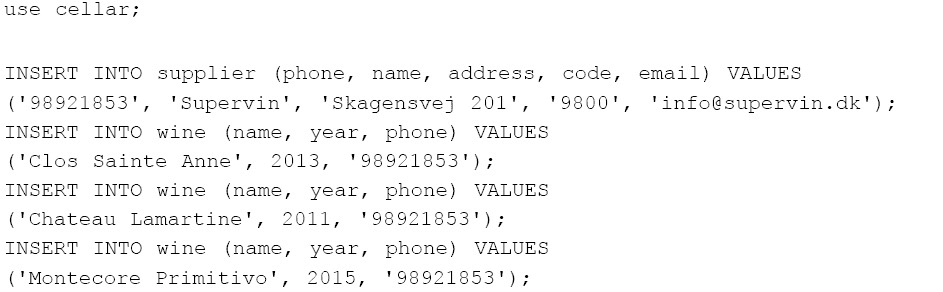 use cellar;
INSERT INTO supplier (phone, name, address, code, email) VALUES
('98921853', 'Supervin', 'Skagensvej 201', '9800', 'info@supervin.dk');
INSERT INTO wine (name, year, phone) VALUES
('Clos Sainte Anne', 2013, '98921853');
INSERT INTO wine (name, year, phone) VALUES
('Chateau Lamartine', 2011, '98921853');
INSERT INTO wine (name, year, phone) VALUES
('Montecore Primitivo', 2015, '98921853');